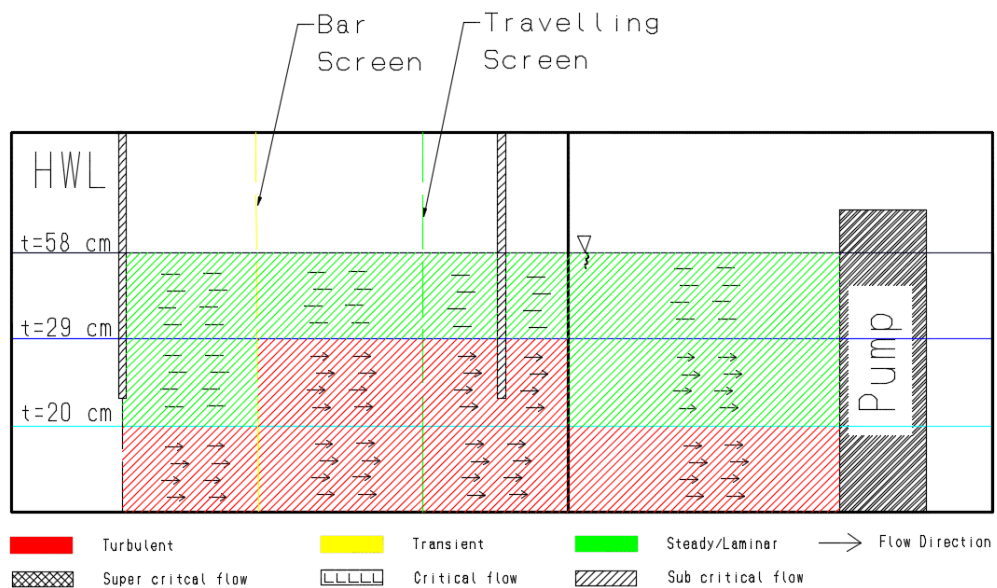 Bar Screen
Travelling Screen
HWL
t=58 cm
t=29 cm
t=20 cm
Pump
Turbulent
Transient
Steady/Laminar
Flow Direction
Super critcal flow
Critical flow
Sub critical flow